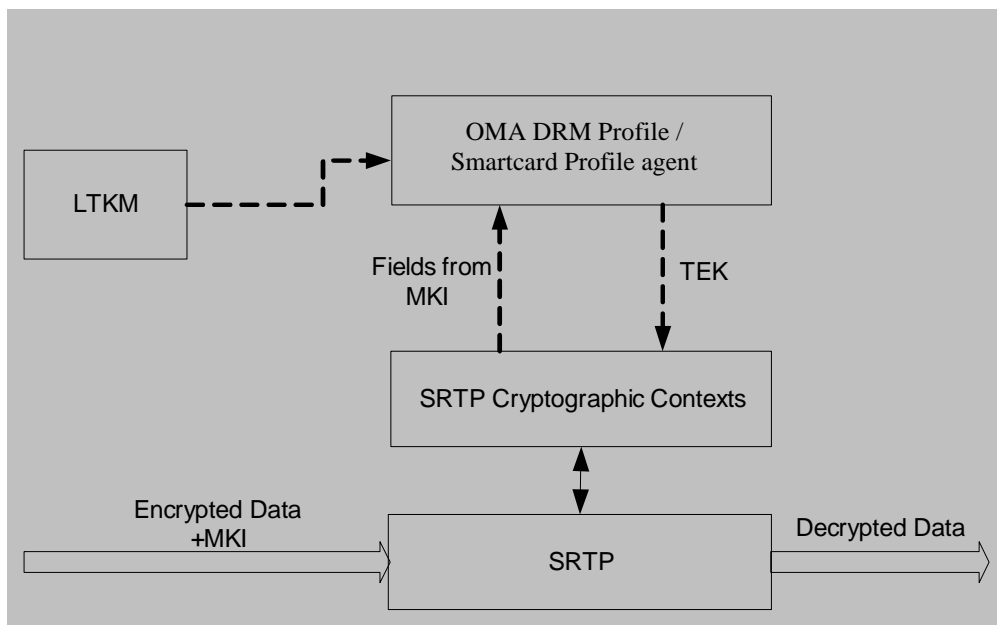 OMA DRM Profile /
Smartcard Profile agent
LTKM
Fields from
MKI
TEK
SRTP Cryptographic Contexts
Encrypted Data
+MKI
SRTP
Decrypted Data